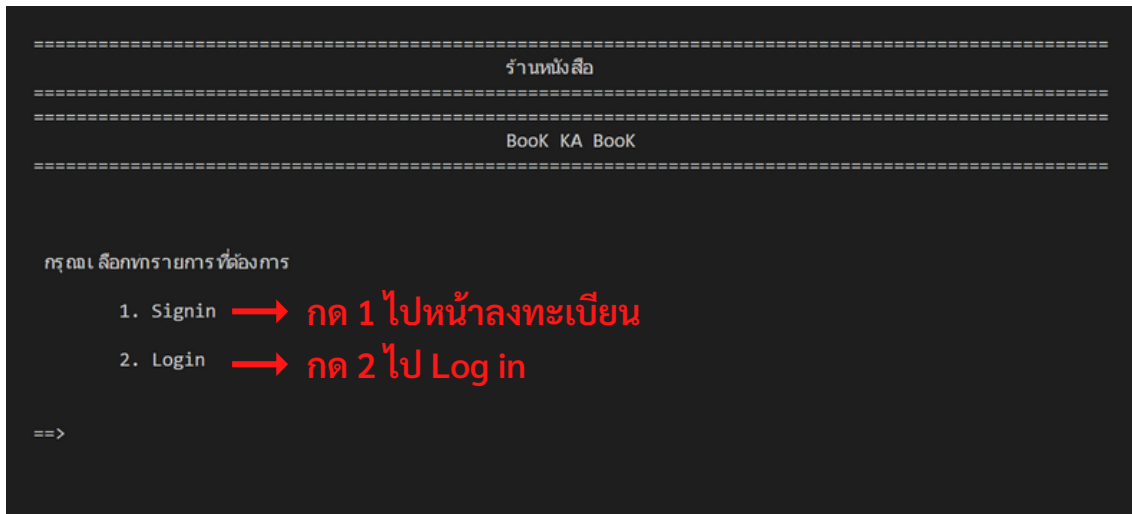 ====================================================================================================
ร้านหนังสือ
====================================================================================================
====================================================================================================
BooK KA BooK
====================================================================================================
กรุณาเลือกทำรายการที่ต้องการ
1. Signin กด 1 ไปหน้าลงทะเบียน
2. Login กด 2 ไป Log in
==>